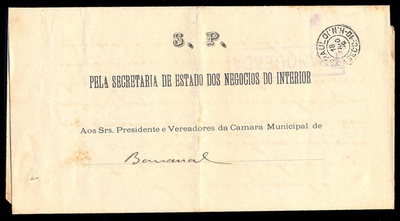 S. P.
PELA SECRETARIA DE ESTADO DOS NEGOCIOS DO INTERIOR
Aos Srs. Presidente e Vereadores da Camara Municipal de
Bananal